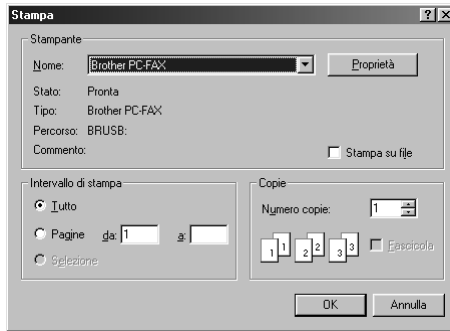 Stampa
Stampante
Nome: Brother PC-FAX Proprietà
Stato: Pronta
Tipo: Brother PC-FAX
Percorso: BRUSB:
Commento: Stampa su file
Intervallo di stampa
Tutto
Pagine da: 1 a:
Selezione
Copie
Numero copie: 1
1 1 2 2 3 3 Fascicola
OK Annulla